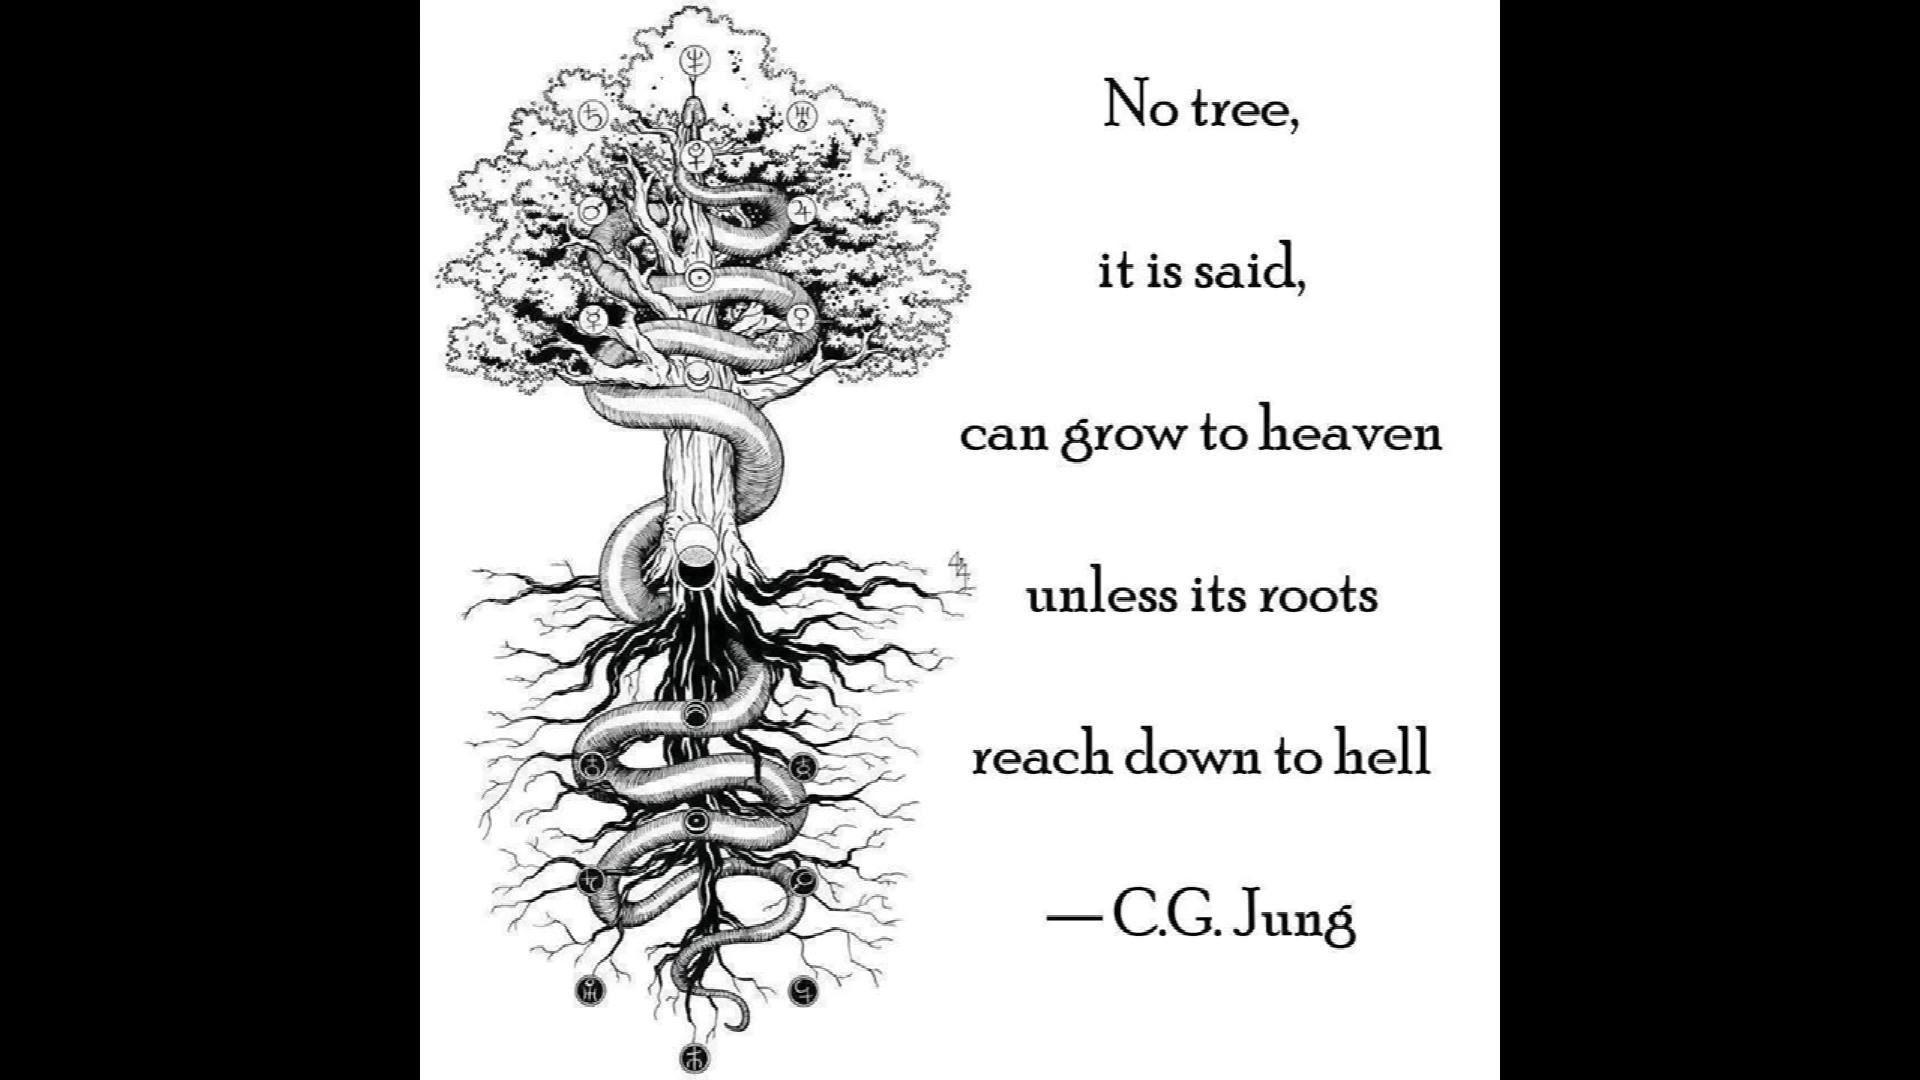 No tree,
it is said,
can grow to heaven
unless its roots
reach down to hell
— C.G. Jung